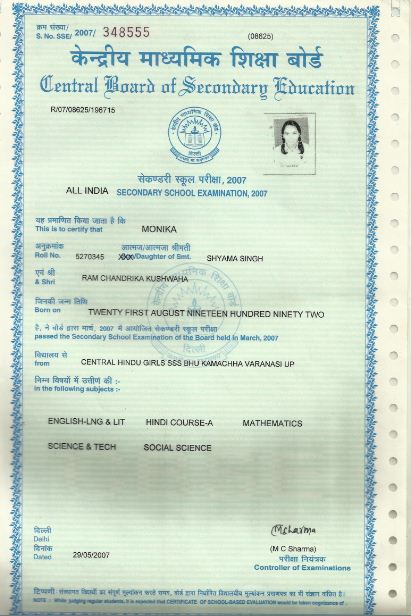 क्रम संख्या/
S. No. SSE/ 2007/ 348555 (08625)
केन्द्रीय माध्यमिक शिक्षा बोर्ड
Central Board of Secondary Education
R/07/08625/196715
सेकण्डरी स्कूल परीक्षा, 2007
ALL INDIA SECONDARY SCHOOL EXAMINATION, 2007
यह प्रमाणित किया जाता है कि
This is to certify that MONIKA
अनुक्रमांक आत्मज/आत्मजा श्रीमती
Roll No. 5270345 /Daughter of Smt. SHYAMA SINGH
एवं श्री
& Shri RAM CHANDRIKA KUSHWAHA
जिनकी जन्म तिथि
Born on TWENTY FIRST AUGUST NINETEEN HUNDRED NINETY TWO
है, ने बोर्ड द्वारा मार्च, 2007 में आयोजित सेकण्डरी स्कूल परीक्षा
passed the Secondary School Examination of the Board held in March, 2007
विद्यालय से
from CENTRAL HINDU GIRLS SSS BHU KAMACHHA VARANASI UP
निम्न विषयों में उत्तीर्ण की :-
in the following subjects :-
ENGLISH-LNG & LIT HINDI COURSE-A MATHEMATICS
SCIENCE & TECH SOCIAL SCIENCE
दिल्ली
Delhi
दिनांक
Dated 29/05/2007
MCSharma
(M C Sharma)
परीक्षा नियंत्रक
Controller of Examinations
NOTE : While judging regular students, it is expected that CERTIFICATE OF SCHOOL-BASED EVALUATION would be taken cognizance of